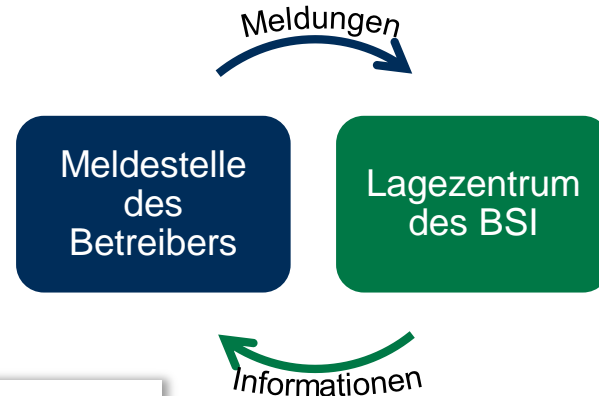 Meldungen
Meldestelle
des
Betreibers
Lagezentrum
des BSI
Informationen